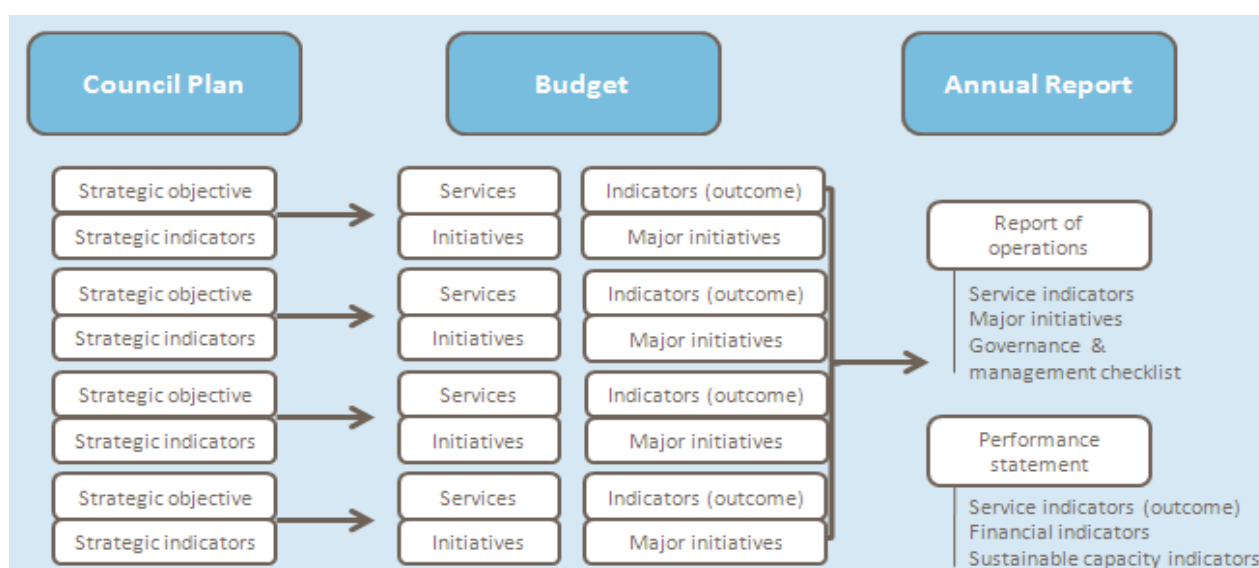 Council Plan
Budget
Annual Report
Strategic objective
Strategic indicators
Services
Initiatives
Indicators (outcome)
Major initiatives
Strategic objective
Strategic indicators
Services
Initiatives
Indicators (outcome)
Major initiatives
Strategic objective
Strategic indicators
Services
Initiatives
Indicators (outcome)
Major initiatives
Strategic objective
Strategic indicators
Services
Initiatives
Indicators (outcome)
Major initiatives
Report of
operations
Service indicators
Major initiatives
Governance &
management checklist
Performance
statement
Service indicators (outcome)
Financial indicators
Sustainable capacity indicators